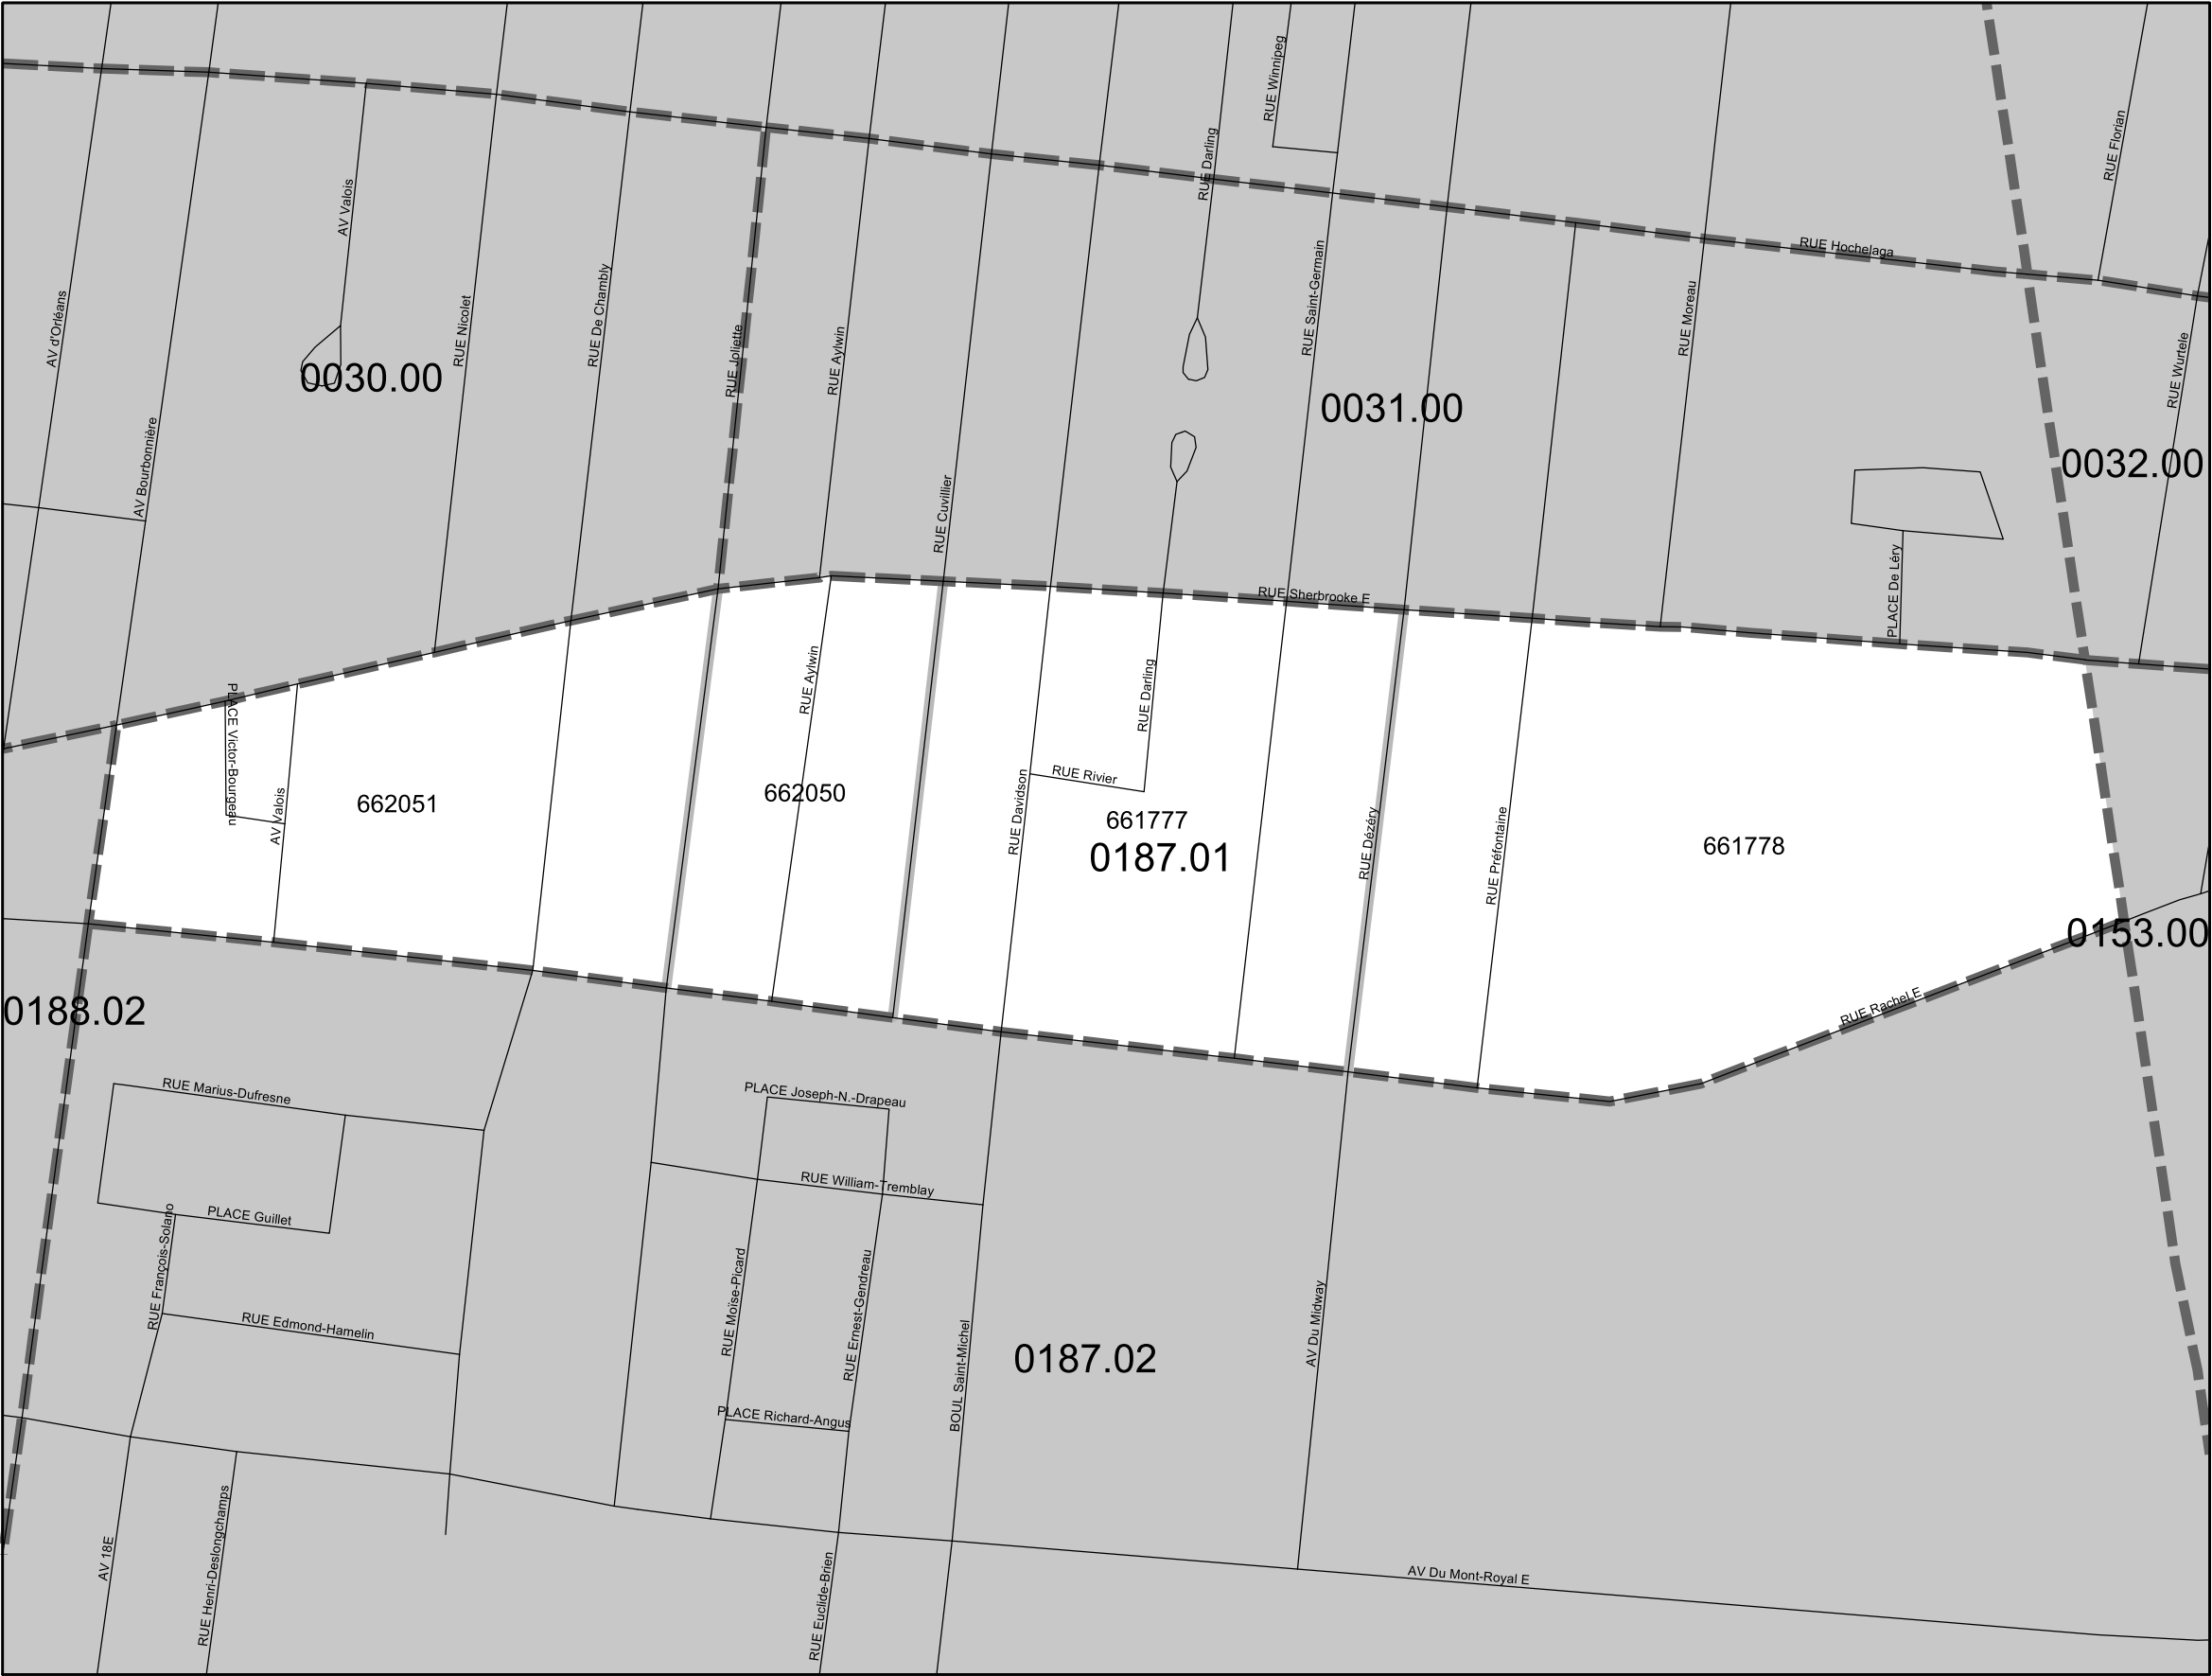 RUE Winnipeg
RUE Darling
RUE Florian
AV Valois
RUE Hochelaga
AV d'Orléans
RUE Nicolet
RUE De Chambly
RUE Joliette
RUE Aylwin
RUE Saint-Germain
RUE Moreau
RUE Wurtele
0030.00
0031.00
0032.00
AV Bourbonnière
RUE Cuvillier
PLACE De Léry
RUE Sherbrooke E
RUE Aylwin
RUE Darling
PLACE Victor-Bourgeau
AV Valois
662051
662050
RUE Davidson
RUE Rivier
661777
0187.01
RUE Dézéry
RUE Préfontaine
661778
0153.00
0188.02
RUE Rachel E
RUE Marius-Dufresne
PLACE Joseph-N.-Drapeau
RUE William-Tremblay
PLACE Guillet
RUE François-Solano
RUE Edmond-Hamelin
RUE Moïse-Picard
RUE Ernest-Gendreau
BOUL Saint-Michel
AV Du Midway
0187.02
PLACE Richard-Angus
AV 18E
RUE Henri-Deslongchamps
RUE Euclide-Brien
AV Du Mont-Royal E